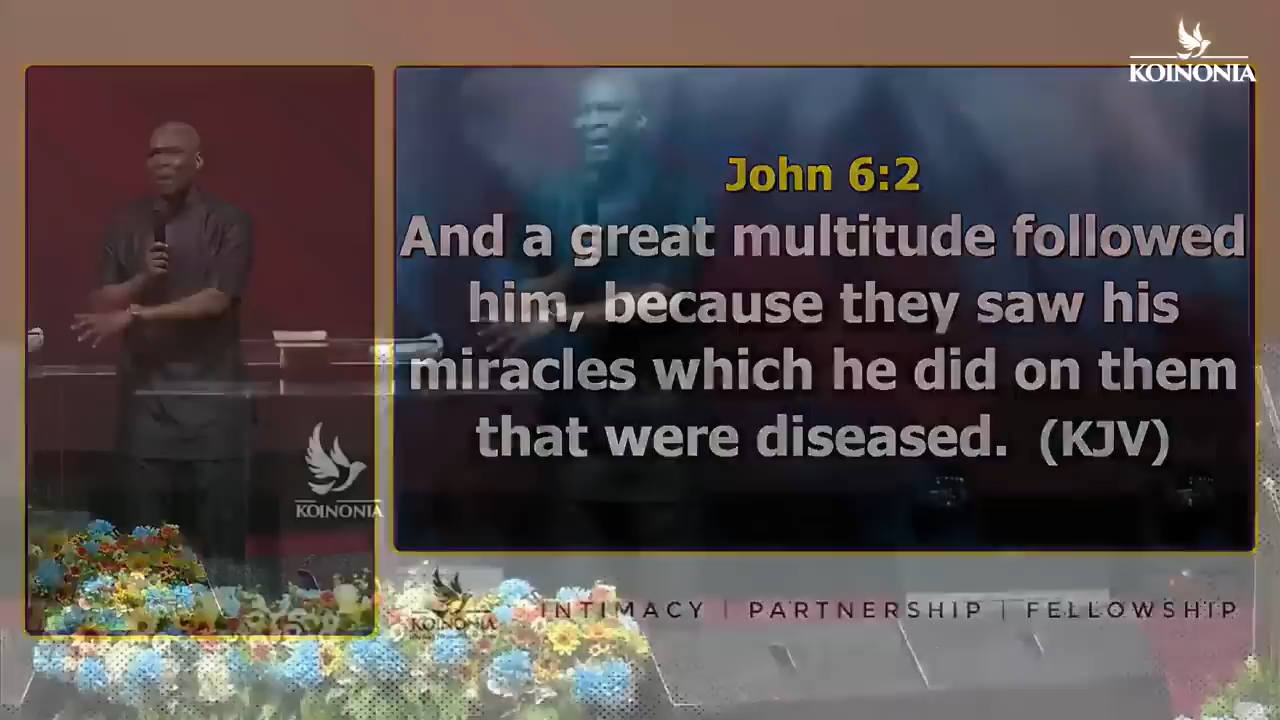 KOINONIA
John 6:2
And a great multitude followed
him, because they saw his
miracles which he did on them
that were diseased. (KJV)
KOINONIA
KOINONIA
INTIMACY | PARTNERSHIP | FELLOWSHIP